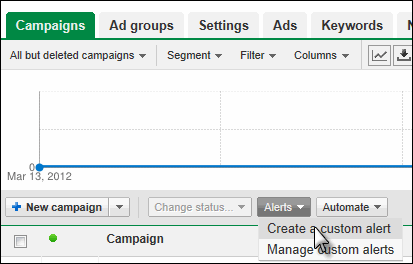 Campaigns Ad groups Settings Ads Keywords
All but deleted campaigns Segment Filter Columns
0
Mar 13, 2012
+ New campaign Change status... Alerts Automate
Create a custom alert
Campaign
Manage custom alerts